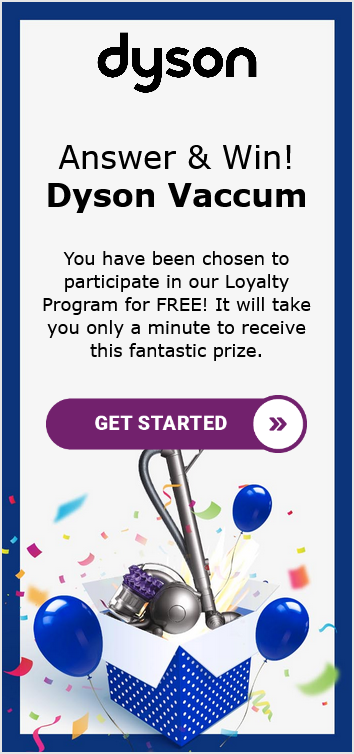 dyson
Answer & Win!
Dyson Vaccum
You have been chosen to
participate in our Loyalty
Program for FREE! It will take
you only a minute to receive
this fantastic prize.
GET STARTED »